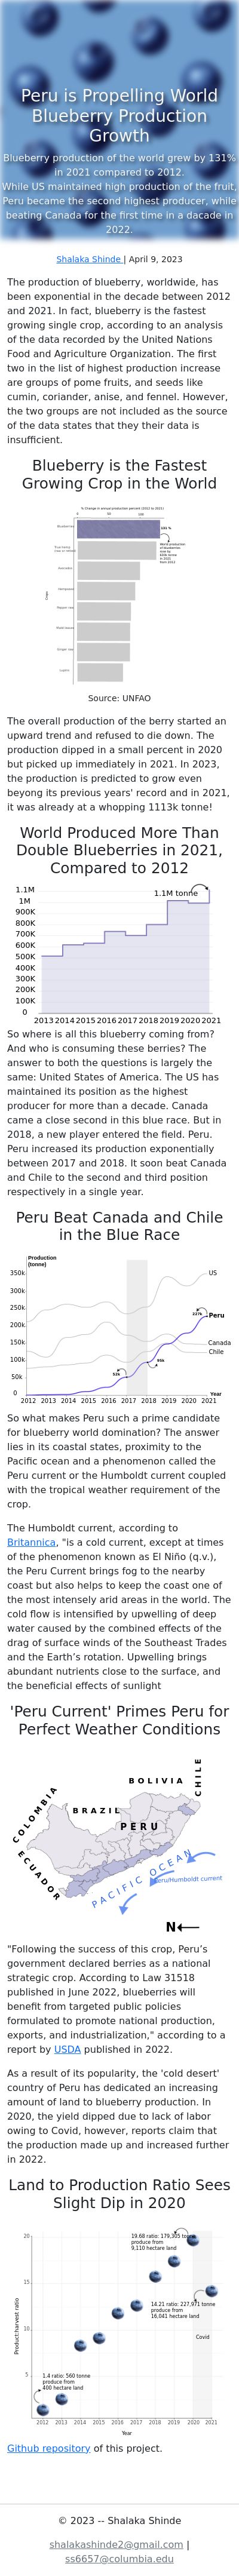 Peru is Propelling World
Blueberry Production
Growth
Blueberry production of the world grew by 131%
in 2021 compared to 2012.
While US maintained high production of the fruit,
Peru became the second highest producer, while
beating Canada for the first time in a dacade in
2022.
Shalaka Shinde | April 9, 2023
The production of blueberry, worldwide, has
been exponential in the decade between 2012
and 2021. In fact, blueberry is the fastest
growing single crop, according to an analysis
of the data recorded by the United Nations
Food and Agriculture Organization. The first
two in the list of highest production increase
are groups of pome fruits, and seeds like
cumin, coriander, anise, and fennel. However,
the two groups are not included as the source
of the data states that they their data is
insufficient.
Blueberry is the Fastest
Growing Crop in the World
% Change in annual production percent (2012 to 2021)
0 50 100
Blueberries
131 %
World production
of blueberries
rose by
in 2021
from 2012
Avocados
Source: UNFAO
The overall production of the berry started an
upward trend and refused to die down. The
production dipped in a small percent in 2020
but picked up immediately in 2021. In 2023,
the production is predicted to grow even
beyong its previous years' record and in 2021,
it was already at a whopping 1113k tonne!
World Produced More Than
Double Blueberries in 2021,
Compared to 2012
1.1M
1.1M tonne
1M
900K
800K
700K
600K
500K
400K
300K
200K
100K
0
2013 2014 2015 2016 2017 2018 2019 2020 2021
So where is all this blueberry coming from?
And who is consuming these berries? The
answer to both the questions is largely the
same: United States of America. The US has
maintained its position as the highest
producer for more than a decade. Canada
came a close second in this blue race. But in
2018, a new player entered the field. Peru.
Peru increased its production exponentially
between 2017 and 2018. It soon beat Canada
and Chile to the second and third position
respectively in a single year.
Peru Beat Canada and Chile
in the Blue Race
Production
(tonne)
350k
US
300k
250k
227k
Peru
200k
150k
Canada
Chile
100k
53k
95k
50k
0
Year
2012 2013 2014 2015 2016 2017 2018 2019 2020 2021
So what makes Peru such a prime candidate
for blueberry world domination? The answer
lies in its coastal states, proximity to the
Pacific ocean and a phenomenon called the
Peru current or the Humboldt current coupled
with the tropical weather requirement of the
crop.
The Humboldt current, according to
Britannica, "is a cold current, except at times
of the phenomenon known as El Niño (q.v.),
the Peru Current brings fog to the nearby
coast but also helps to keep the coast one of
the most intensely arid areas in the world. The
cold flow is intensified by upwelling of deep
water caused by the combined effects of the
drag of surface winds of the Southeast Trades
and the Earth’s rotation. Upwelling brings
abundant nutrients close to the surface, and
the beneficial effects of sunlight
'Peru Current' Primes Peru for
Perfect Weather Conditions
CHILE
BOLIVIA
BRAZIL
COLOMBIA
PERU
ECUADOR
PACIFIC OCEAN
Peru/Humboldt current
N
"Following the success of this crop, Peru’s
government declared berries as a national
strategic crop. According to Law 31518
published in June 2022, blueberries will
benefit from targeted public policies
formulated to promote national production,
exports, and industrialization," according to a
report by USDA published in 2022.
As a result of its popularity, the 'cold desert'
country of Peru has dedicated an increasing
amount of land to blueberry production. In
2020, the yield dipped due to lack of labor
owing to Covid, however, reports claim that
the production made up and increased further
in 2022.
Land to Production Ratio Sees
Slight Dip in 2020
Product:harvest ratio
20
19.68 ratio: 179,305 tonne
produce from
9,110 hectare land
15
14.21 ratio: 227,971 tonne
produce from
16,041 hectare land
10
Covid
5
1.4 ratio: 560 tonne
produce from
400 hectare land
2012 2013 2014 2015 2016 2017 2018 2019 2020 2021
Year
Github repository of this project.
© 2023 -- Shalaka Shinde
shalakashinde2@gmail.com |
ss6657@columbia.edu